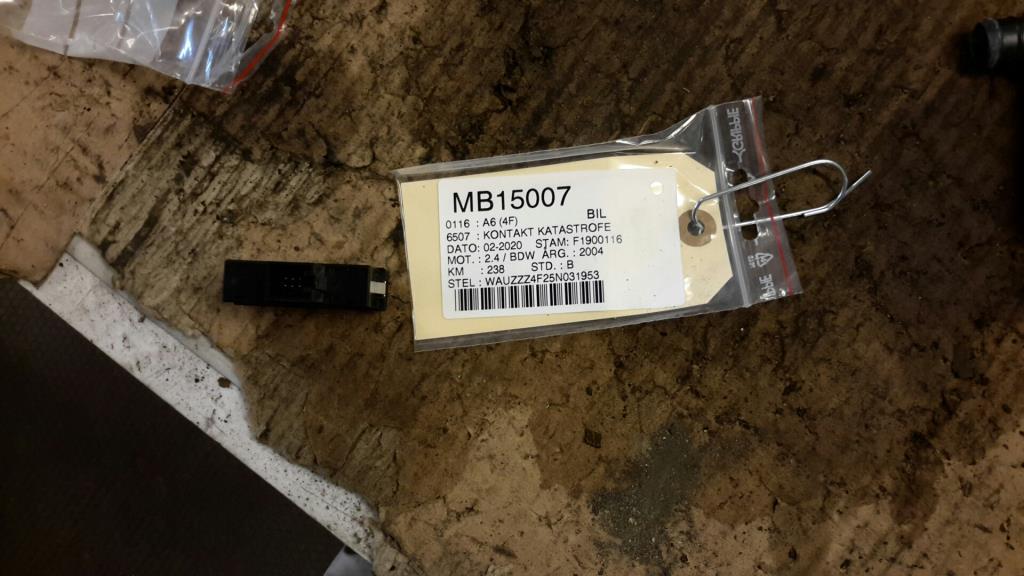 MB15007
BIL
0116 : A6 (4F)
6507 : KONTAKT KATASTROFE
DATO: 02-2020 STAM: F1900116
MOT. : 2.4 / BDW ARG. : 2004
KM : 238 STD. : B
STEL : WAUZZZ4F25N031953